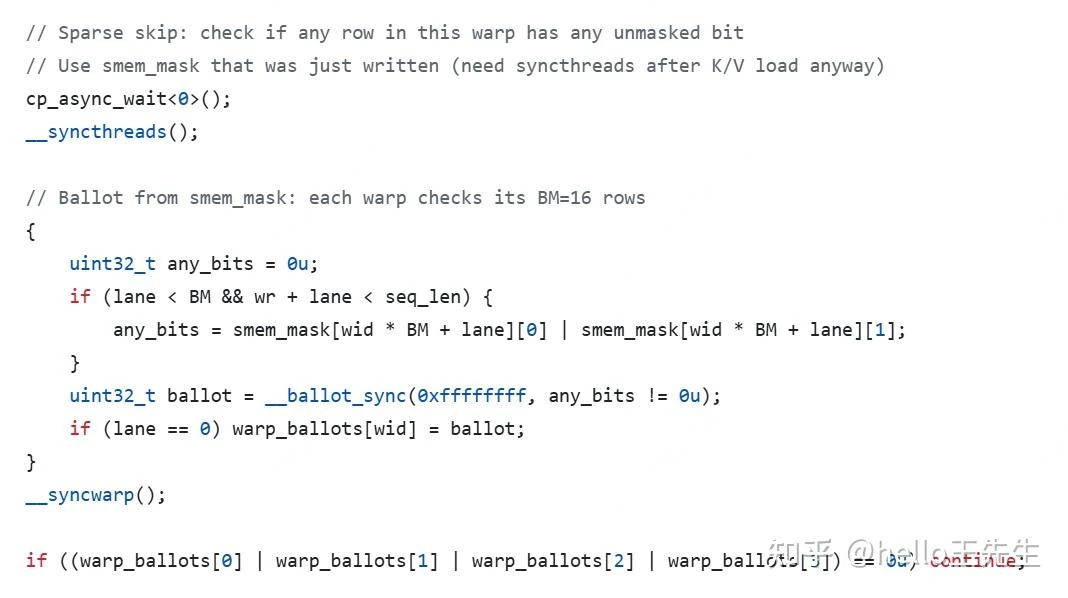 // Sparse skip: check if any row in this warp has any unmasked bit
// Use smem_mask that was just written (need syncthreads after K/V load anyway)
cp_async_wait<0>();
__syncthreads();
// Ballot from smem_mask: each warp checks its BM=16 rows
{
    uint32_t any_bits = 0u;
    if (lane < BM && wr + lane < seq_len) {
        any_bits = smem_mask[wid * BM + lane][0] | smem_mask[wid * BM + lane][1];
    }
    uint32_t ballot = __ballot_sync(0xffffffff, any_bits != 0u);
    if (lane == 0) warp_ballots[wid] = ballot;
}
__syncwarp();
if ((warp_ballots[0] | warp_ballots[1] | warp_ballots[2] | warp_ballots[3]) == 0u) continue;
知乎 @hello王先生